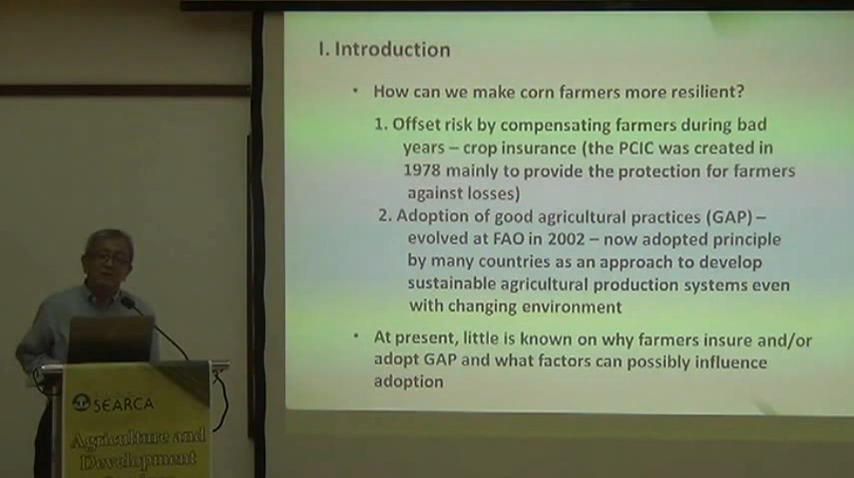 I. Introduction
• How can we make corn farmers more resilient?
1. Offset risk by compensating farmers during bad
years – crop insurance (the PCIC was created in
1978 mainly to provide the protection for farmers
against losses)
2. Adoption of good agricultural practices (GAP) –
evolved at FAO in 2002 – now adopted principle
by many countries as an approach to develop
sustainable agricultural production systems even
with changing environment
• At present, little is known on why farmers insure and/or
adopt GAP and what factors can possibly influence
adoption
SEARCA
Agriculture and
Development